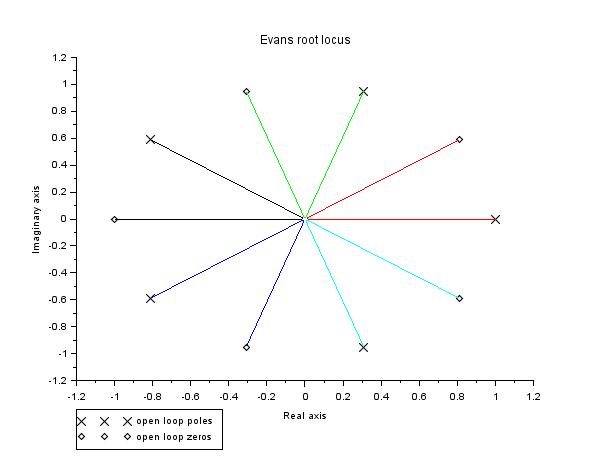 Evans root locus
1.2
1
0.8
0.6
0.4
0.2
0
-0.2
-0.4
-0.6
-0.8
-1
-1.2
Imaginary axis
-1.2 -1 -0.8 -0.6 -0.4 -0.2 0 0.2 0.4 0.6 0.8 1 1.2
Real axis
open loop poles
open loop zeros